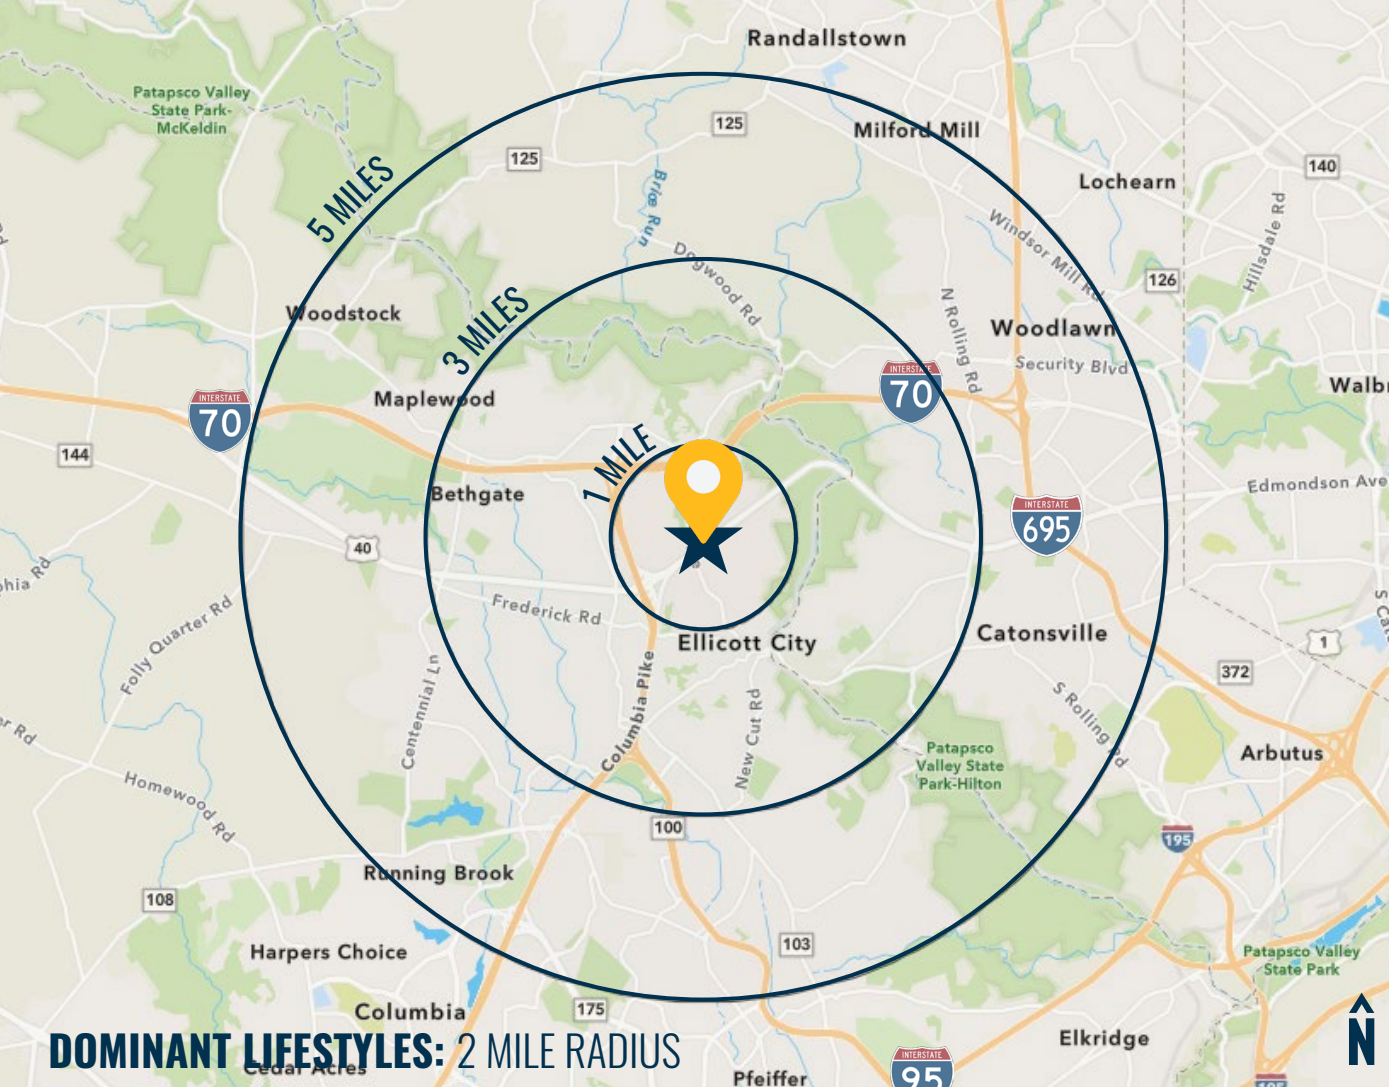 Randallstown
Patapsco Valley
State Park-
McKeldin
125
Milford Mill
125
140
5 MILES
Lochearn
Brice Run
Windsor Mill Rd
Hillsdale Rd
Dogwood Rd
126
N Rolling Rd
3 MILES
Woodstock
Woodlawn
Security Blvd
INTERSTATE
70
INTERSTATE
70
Maplewood
144
1 MILE
Bethgate
Edmondson Ave
INTERSTATE
695
40
Frederick Rd
Folly Quarter Rd
Ellicott City
Catonsville
1
372
Centennial Ln
Columbia Pike
New Cut Rd
S Rolling Rd
Patapsco
Valley State
Park-Hilton
Arbutus
Homewood Rd
100
195
Running Brook
108
Harpers Choice
103
Patapsco Valley
State Park
Columbia
175
Elkridge
N
DOMINANT LIFESTYLES: 2 MILE RADIUS
Cedar Acres
INTERSTATE
95
Pfeiffer